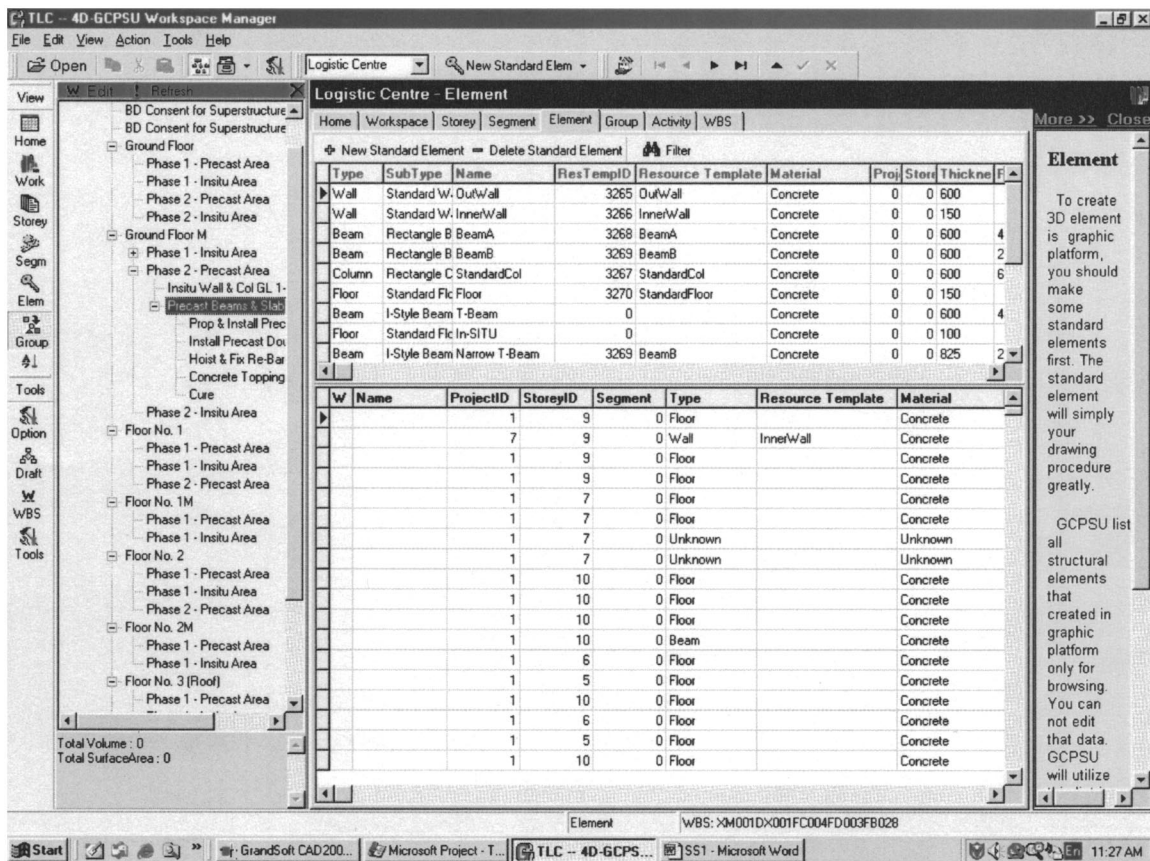 TLC -- 4D-GCPSU Workspace Manager
File Edit View Action Tools Help
Open Logistic Centre New Standard Elem
View
Home
Work
Storey
Segm
Elem
Group
Tools
Option
Draft
WBS
Tools
W Edit ! Refresh
BD Consent for Superstructure
BD Consent for Superstructure
Ground Floor
Phase 1 - Precast Area
Phase 1 - Insitu Area
Phase 2 - Precast Area
Phase 2 - Insitu Area
Ground Floor M
Phase 1 - Insitu Area
Phase 2 - Precast Area
Insitu Wall & Col GL 1-
Precast Beams & Slab
Prop & Install Prec
Install Precast Dou
Hoist & Fix Re-Bar
Concrete Topping
Cure
Phase 2 - Insitu Area
Floor No. 1
Phase 1 - Precast Area
Phase 1 - Insitu Area
Phase 2 - Precast Area
Floor No. 1M
Phase 1 - Precast Area
Phase 1 - Insitu Area
Floor No. 2
Phase 1 - Precast Area
Phase 1 - Insitu Area
Phase 2 - Precast Area
Floor No. 2M
Phase 1 - Precast Area
Phase 1 - Insitu Area
Floor No. 3 (Roof)
Phase 1 - Precast Area
Total Volume : 0
Total SurfaceArea : 0
Logistic Centre - Element
Home Workspace Storey Segment Element Group Activity WBS
New Standard Element Delete Standard Element Filter
Type SubType Name ResTempID Resource Template Material Proj Store Thickne F
Wall Standard W. OutWall 3265 OutWall Concrete 0 0 600
Wall Standard W. InnerWall 3266 InnerWall Concrete 0 0 150
Beam Rectangle B BeamA 3268 BeamA Concrete 0 0 600 4
Beam Rectangle B BeamB 3269 BeamB Concrete 0 0 600 2
Column Rectangle C StandardCol 3267 StandardCol Concrete 0 0 600 6
Floor Standard Flc Floor 3270 StandardFloor Concrete 0 0 150
Beam I-Style Beam T-Beam 0 Concrete 0 0 600 4
Floor Standard Flc In-SITU 0 Concrete 0 0 100
Beam I-Style Beam Narrow T-Beam 3269 BeamB Concrete 0 0 825 2
W Name ProjectID StoreyID Segment Type Resource Template Material
1 9 0 Floor Concrete
7 9 0 Wall InnerWall Concrete
1 9 0 Floor Concrete
1 9 0 Floor Concrete
1 7 0 Floor Concrete
1 7 0 Floor Concrete
1 7 0 Unknown Unknown
1 7 0 Unknown Unknown
1 10 0 Floor Concrete
1 10 0 Floor Concrete
1 10 0 Floor Concrete
1 10 0 Beam Concrete
1 6 0 Floor Concrete
1 5 0 Floor Concrete
1 10 0 Floor Concrete
1 6 0 Floor Concrete
1 5 0 Floor Concrete
1 10 0 Floor Concrete
More >> Close
Element
To create
3D element
is graphic
platform,
you should
make
some
standard
elements
first. The
standard
element
will simply
your
drawing
procedure
greatly.
GCPSU list
all
structural
elements
that
created in
graphic
platform
only for
browsing.
You can
not edit
that data.
GCPSU
will utilize
Element WBS: XM001DX001FC004FD003FB028
Start GrandSoft CAD200... Microsoft Project - T... TLC -- 4D-GCPS... SS1 - Microsoft Word En 11:27 AM